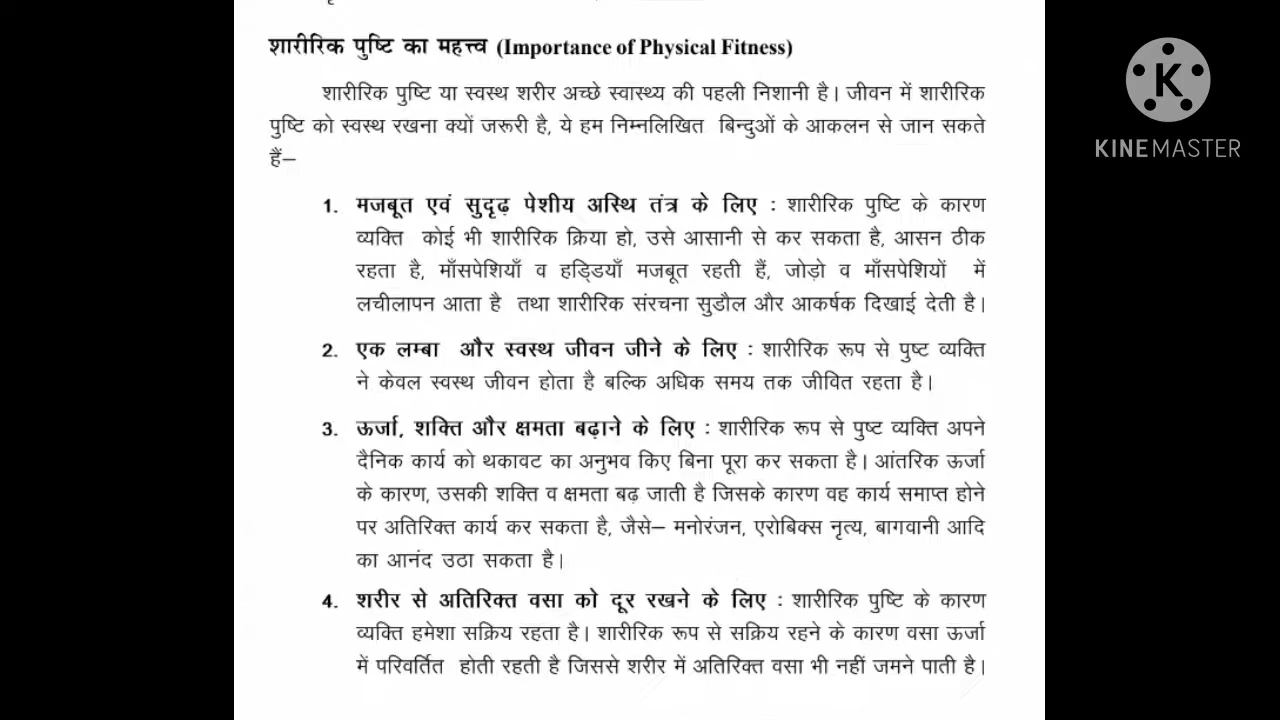 शारीरिक पुष्टि का महत्त्व (Importance of Physical Fitness)
शारीरिक पुष्टि या स्वस्थ शरीर अच्छे स्वास्थ्य की पहली निशानी है। जीवन में शारीरिक
पुष्टि को स्वस्थ रखना क्यों जरूरी है, ये हम निम्नलिखित बिन्दुओं के आकलन से जान सकते
हैं–
1. मजबूत एवं सुदृढ़ पेशीय अस्थि तंत्र के लिए : शारीरिक पुष्टि के कारण
व्यक्ति कोई भी शारीरिक क्रिया हो, उसे आसानी से कर सकता है, आसन ठीक
रहता है, माँसपेशियाँ व हड्डियाँ मजबूत रहती हैं, जोड़ो व माँसपेशियों में
लचीलापन आता है तथा शारीरिक संरचना सुडौल और आकर्षक दिखाई देती है।
2. एक लम्बा और स्वस्थ जीवन जीने के लिए : शारीरिक रूप से पुष्ट व्यक्ति
ने केवल स्वस्थ जीवन होता है बल्कि अधिक समय तक जीवित रहता है।
3. ऊर्जा, शक्ति और क्षमता बढ़ाने के लिए : शारीरिक रूप से पुष्ट व्यक्ति अपने
दैनिक कार्य को थकावट का अनुभव किए बिना पूरा कर सकता है। आंतरिक ऊर्जा
के कारण, उसकी शक्ति व क्षमता बढ़ जाती है जिसके कारण वह कार्य समाप्त होने
पर अतिरिक्त कार्य कर सकता है, जैसे– मनोरंजन, एरोबिक्स नृत्य, बागवानी आदि
का आनंद उठा सकता है।
4. शरीर से अतिरिक्त वसा को दूर रखने के लिए : शारीरिक पुष्टि के कारण
व्यक्ति हमेशा सक्रिय रहता है। शारीरिक रूप से सक्रिय रहने के कारण वसा ऊर्जा
में परिवर्तित होती रहती है जिससे शरीर में अतिरिक्त वसा भी नहीं जमने पाती है।
K
KINEMASTER